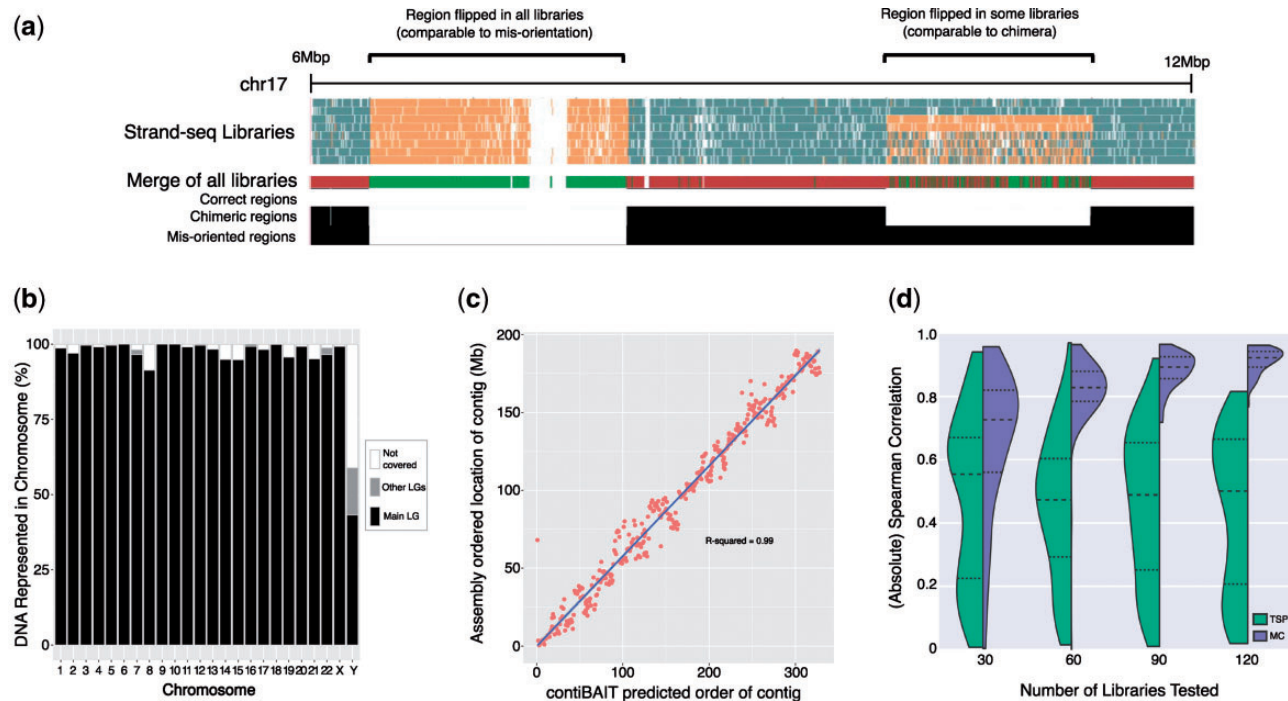 (a)
Region flipped in all libraries
(comparable to mis-orientation)
Region flipped in some libraries
(comparable to chimera)
6Mbp
12Mbp
chr17
Strand-seq Libraries
Merge of all libraries
Correct regions
Chimeric regions
Mis-oriented regions
(b)
DNA Represented in Chromosome (%)
100
75
50
25
0
1 2 3 4 5 6 7 8 9 10 11 12 13 14 15 16 17 18 19 20 21 22 X Y
Chromosome
Not covered
Other LGs
Main LG
(c)
Assembly ordered location of contig (Mb)
200
150
100
50
0
R-squared = 0.99
0 100 200 300
contiBAIT predicted order of contig
(d)
(Absolute) Spearman Correlation
1.0
0.8
0.6
0.4
0.2
0
TSP
MC
30 60 90 120
Number of Libraries Tested